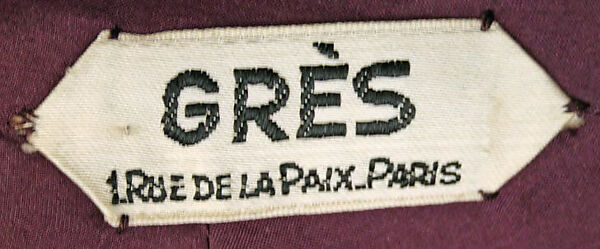 GRÈS
1.RUE DE LA PAIX_PARIS